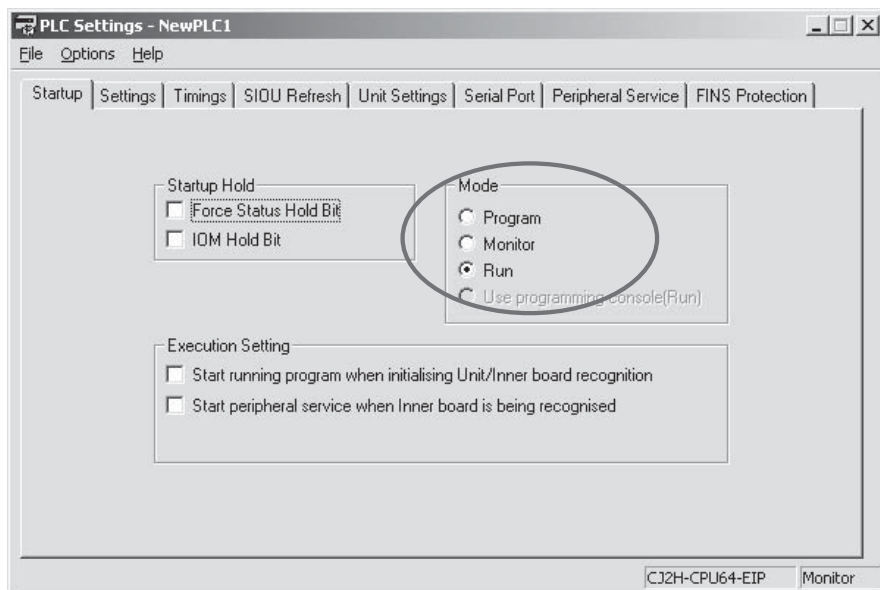 PLC Settings - NewPLC1
File Options Help
Startup Settings Timings SIOU Refresh Unit Settings Serial Port Peripheral Service FINS Protection
Startup Hold
Force Status Hold Bit
IOM Hold Bit
Mode
Program
Monitor
Run
Use programming console(Run)
Execution Setting
Start running program when initialising Unit/Inner board recognition
Start peripheral service when Inner board is being recognised
CJ2H-CPU64-EIP Monitor